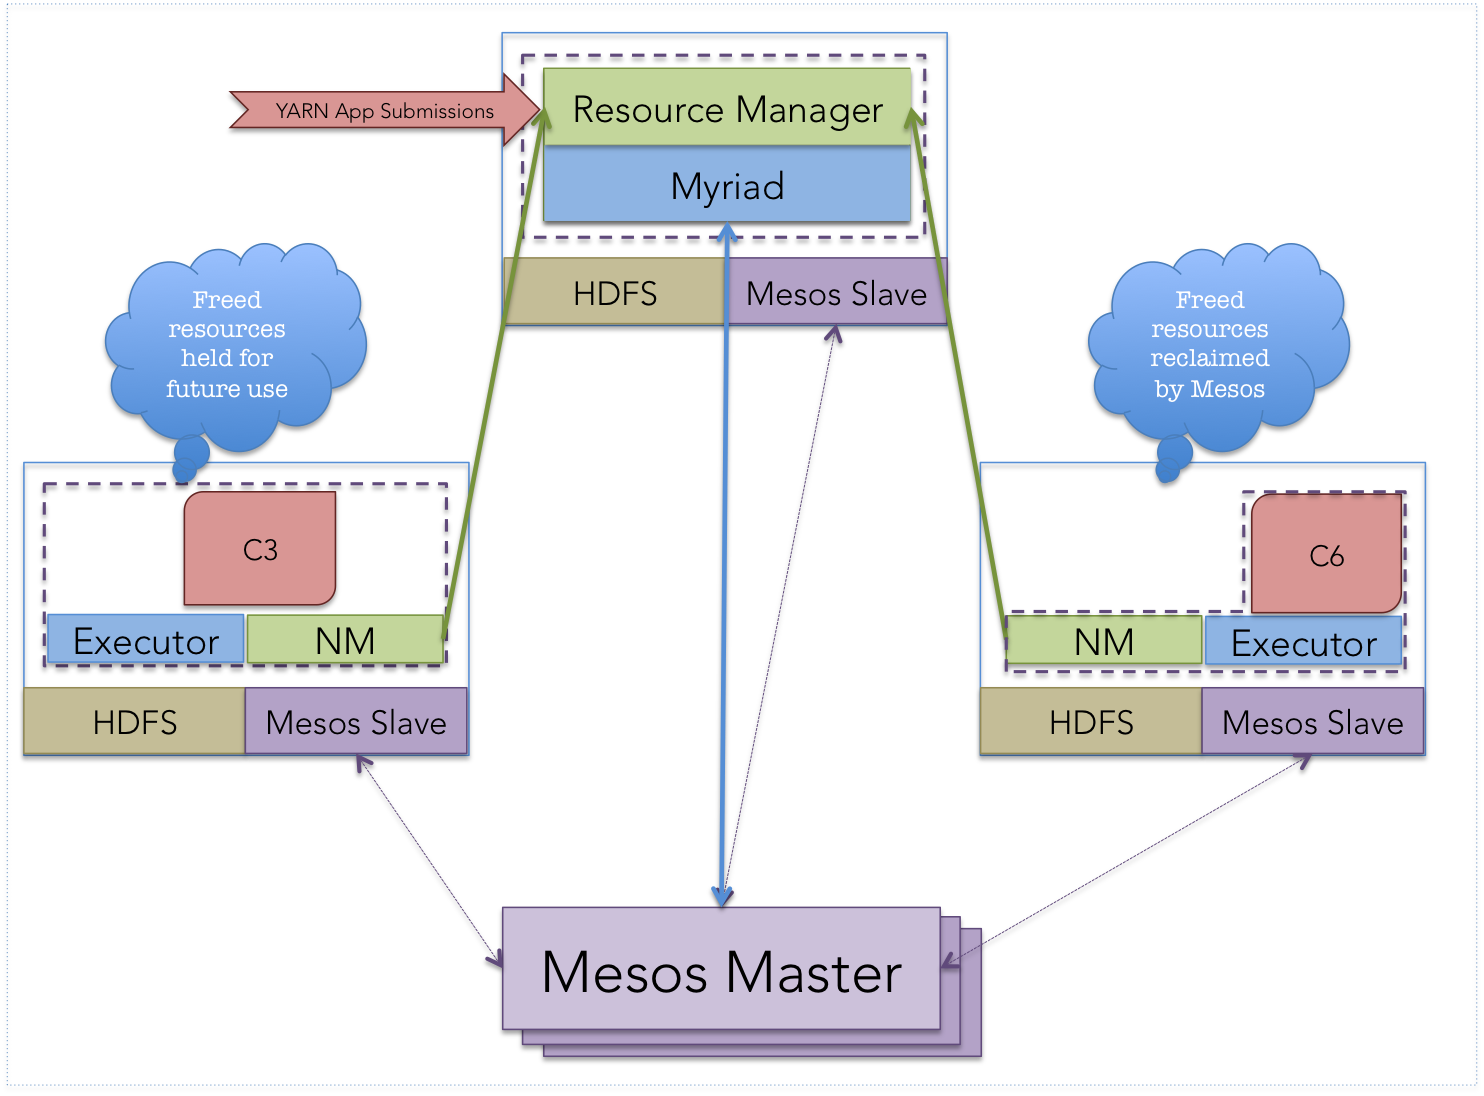 YARN App Submissions
Resource Manager
Myriad
HDFS
Mesos Slave
Freed
resources
held for
future use
Freed
resources
reclaimed
by Mesos
C3
Executor
NM
HDFS
Mesos Slave
C6
NM
Executor
HDFS
Mesos Slave
Mesos Master